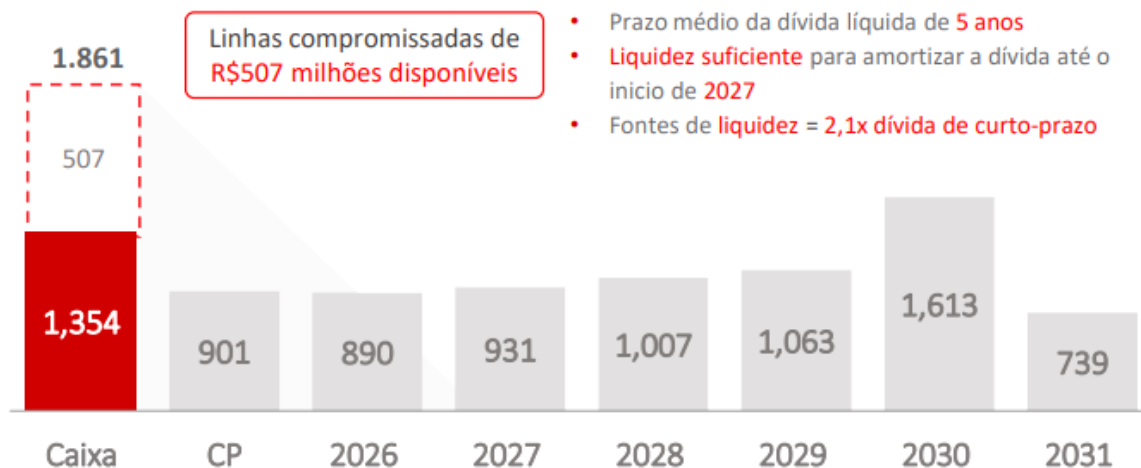 Linhas compromissadas de
R$507 milhões disponíveis
• Prazo médio da dívida líquida de 5 anos
• Liquidez suficiente para amortizar a dívida até o
inicio de 2027
• Fontes de liquidez = 2,1x dívida de curto-prazo
1.861
507
1,354
901
890
931
1,007
1,063
1,613
739
Caixa
CP
2026
2027
2028
2029
2030
2031